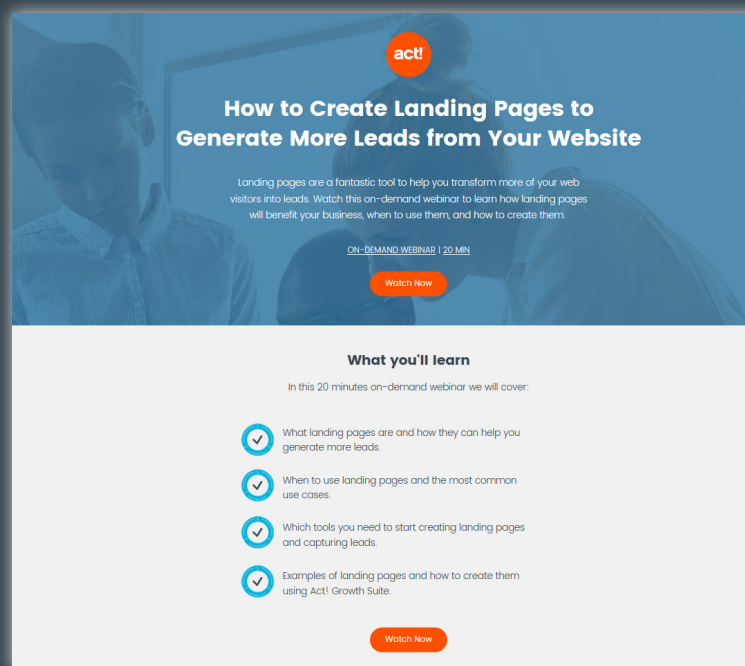 act!
How to Create Landing Pages to
Generate More Leads from Your Website
Landing pages are a fantastic tool to help you transform more of your web
visitors into leads. Watch this on-demand webinar to learn how landing pages
will benefit your business, when to use them, and how to create them.
ON-DEMAND WEBINAR | 20 MIN
Watch Now
What you'll learn
In this 20 minutes on-demand webinar we will cover:
What landing pages are and how they can help you
generate more leads.
When to use landing pages and the most common
use cases.
Which tools you need to start creating landing pages
and capturing leads.
Examples of landing pages and how to create them
using Act! Growth Suite.
Watch Now